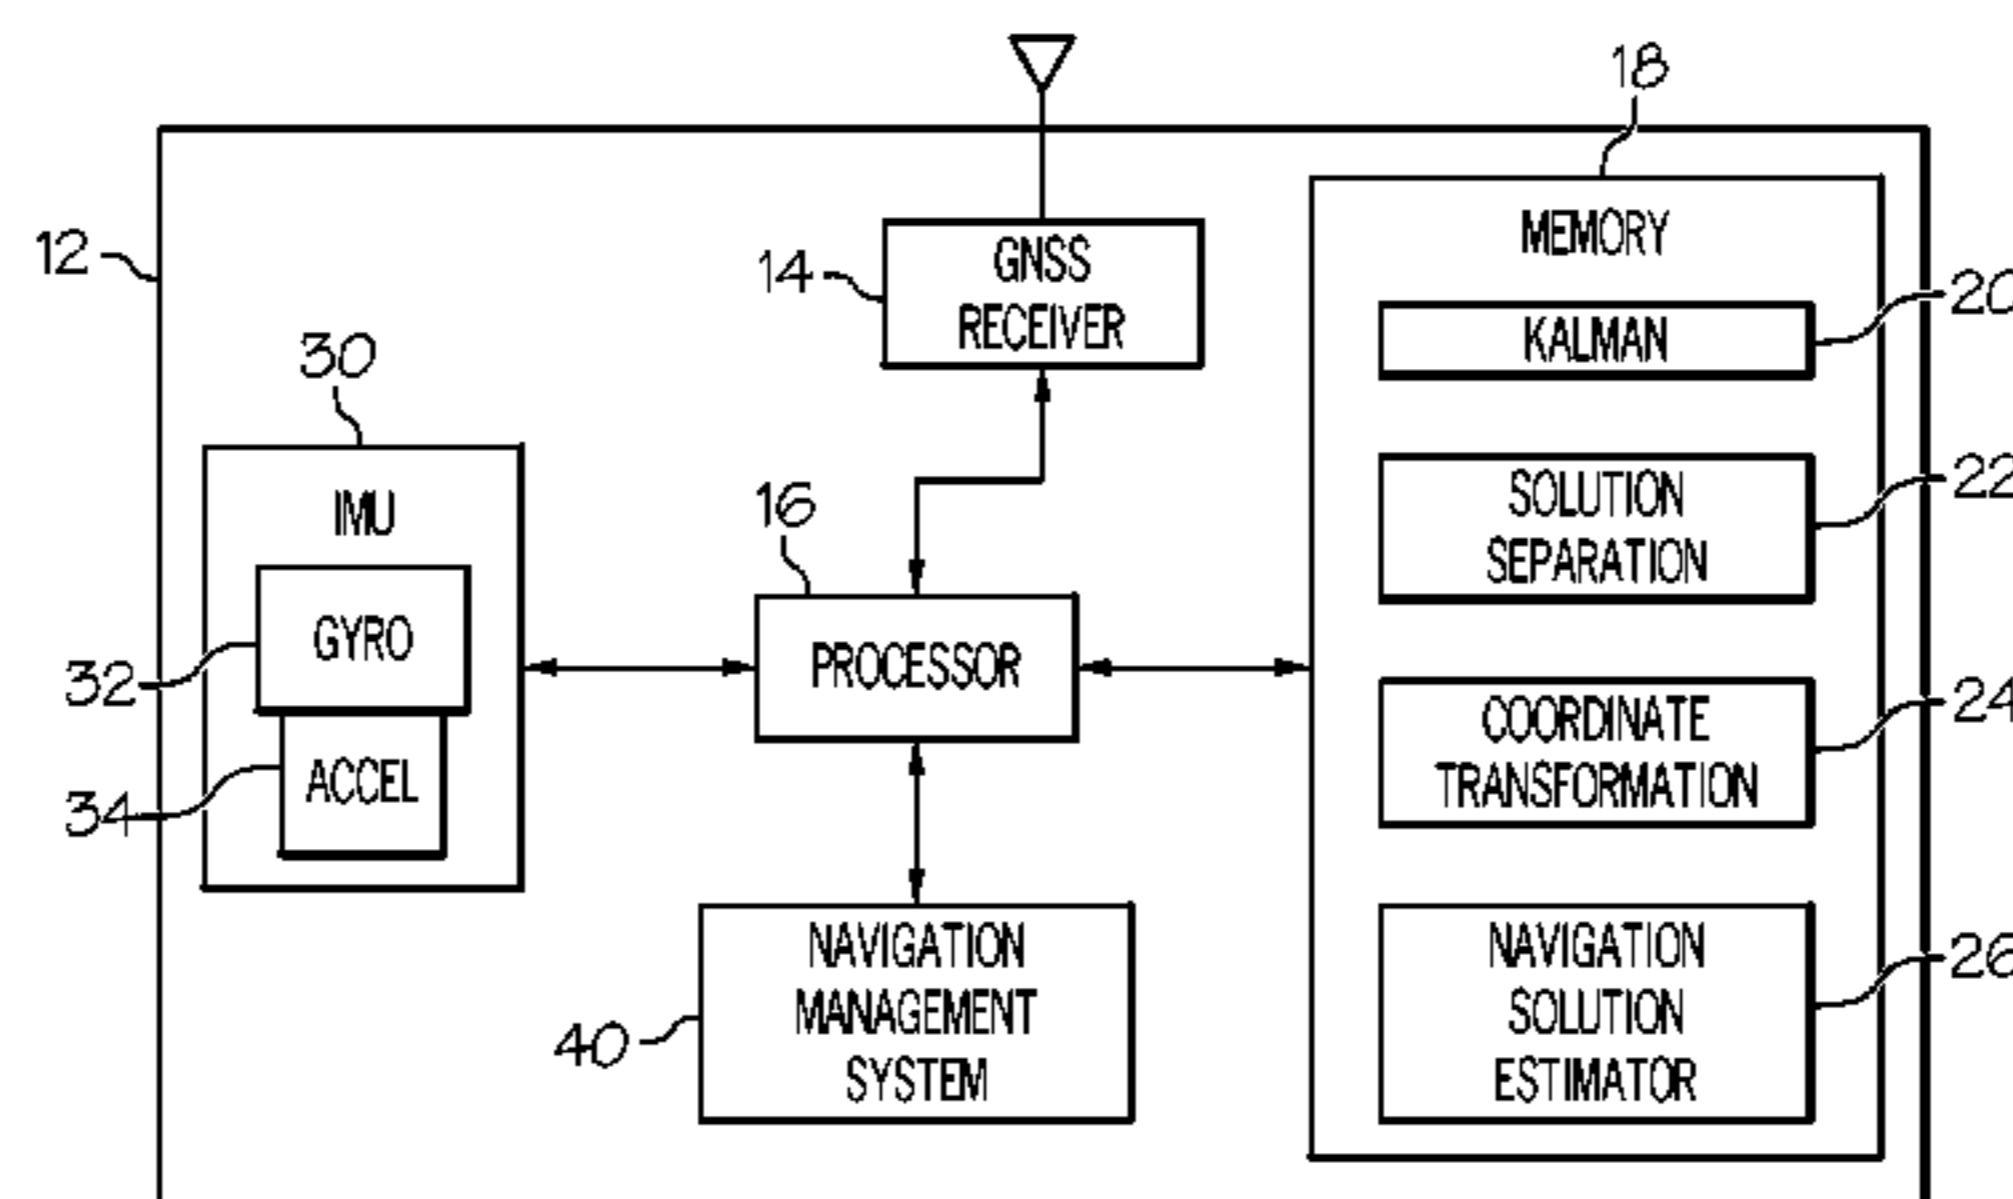 18
12
14
GNSS
RECEIVER
MEMORY
20
KALMAN
30
IMU
16
22
SOLUTION
SEPARATION
GYRO
32
PROCESSOR
24
COORDINATE
TRANSFORMATION
ACCEL
34
NAVIGATION
MANAGEMENT
SYSTEM
40
26
NAVIGATION
SOLUTION
ESTIMATOR